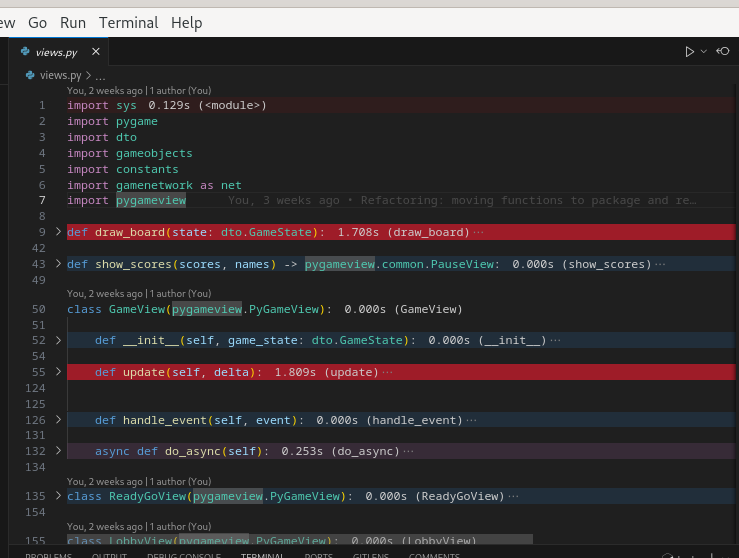 Go Run Terminal Help
views.py ×
views.py > ...
You, 2 weeks ago | 1 author (You)
1 import sys 0.129s (<module>)
2 import pygame
3 import dto
4 import gameobjects
5 import constants
6 import gamenetwork as net
7 import pygameview You, 3 weeks ago • Refactoring: moving functions to package and re…
8
9 > def draw_board(state: dto.GameState): 1.708s (draw_board)···
42
43 > def show_scores(scores, names) -> pygameview.common.PauseView: 0.000s (show_scores)···
49
You, 2 weeks ago | 1 author (You)
50 class GameView(pygameview.PyGameView): 0.000s (GameView)
51
52 > def __init__(self, game_state: dto.GameState): 0.000s (__init__)···
54
55 > def update(self, delta): 1.809s (update)···
124
125
126 > def handle_event(self, event): 0.000s (handle_event)···
131
132 > async def do_async(self): 0.253s (do_async)···
134
You, 2 weeks ago | 1 author (You)
135 > class ReadyGoView(pygameview.PyGameView): 0.000s (ReadyGoView)···
154
You, 2 weeks ago | 1 author (You)
155 class LobbyView(pygameview.PyGameView): 0.000s (LobbyView)
PROBLEMS OUTPUT DEBUG CONSOLE TERMINAL PORTS GITLENS COMMENTS